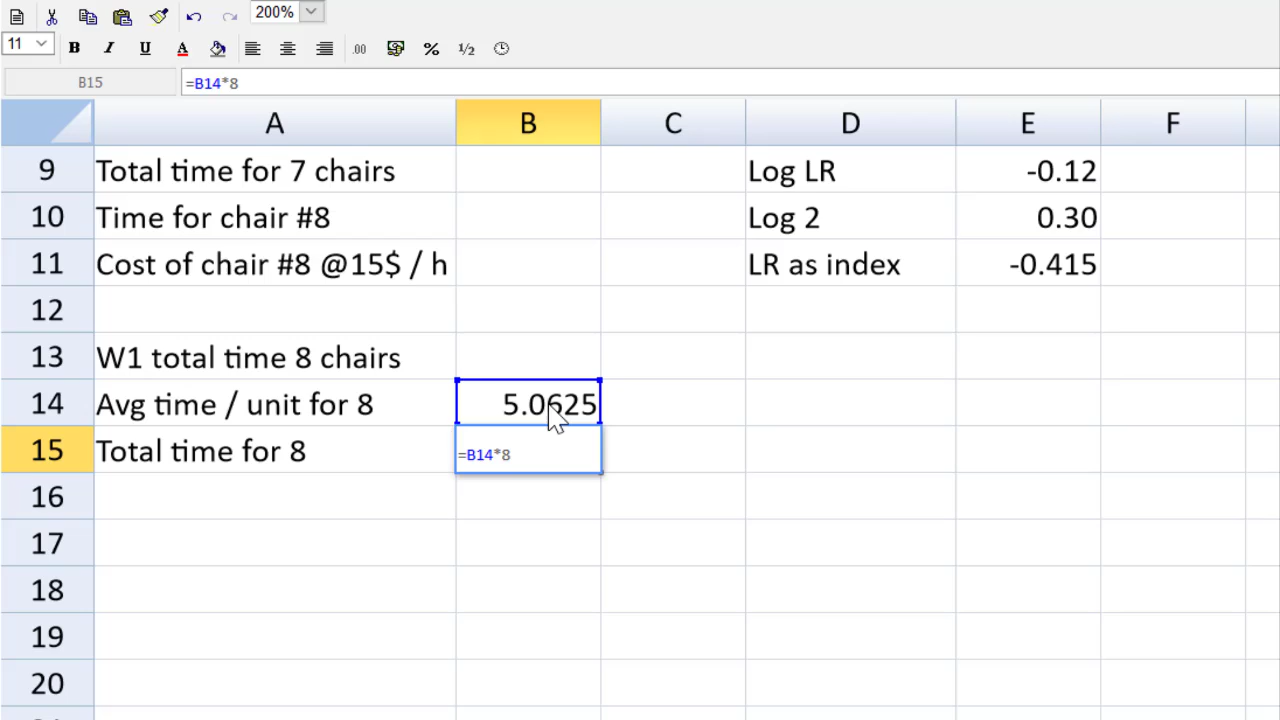 200%
11 B I U A .00 % 1/2
B15 =B14*8
A B C D E F
9 Total time for 7 chairs Log LR -0.12
10 Time for chair #8 Log 2 0.30
11 Cost of chair #8 @15$ / h LR as index -0.415
12
13 W1 total time 8 chairs
14 Avg time / unit for 8 5.0625
15 Total time for 8 =B14*8
16
17
18
19
20